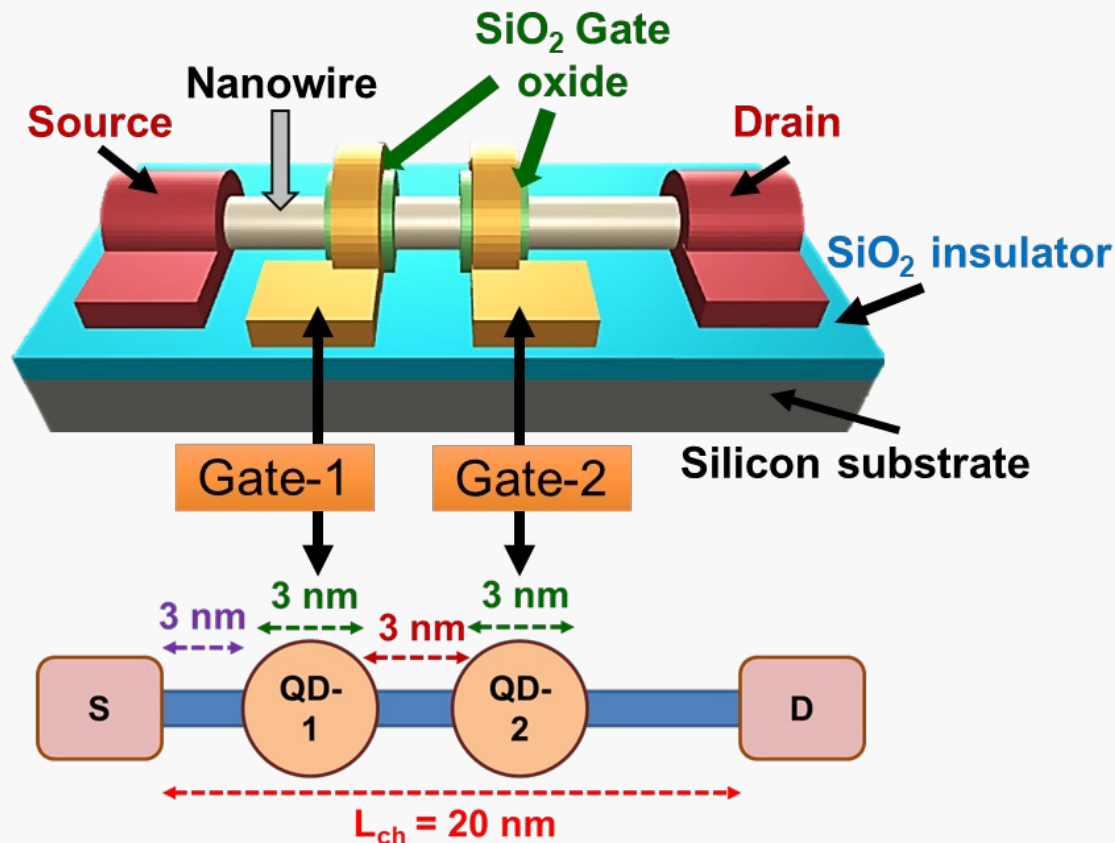 SiO₂ Gate
oxide
Nanowire
Source
Drain
SiO₂ insulator
Silicon substrate
Gate-1
Gate-2
3 nm
3 nm
3 nm
3 nm
S
QD-
1
QD-
2
D
L_ch = 20 nm